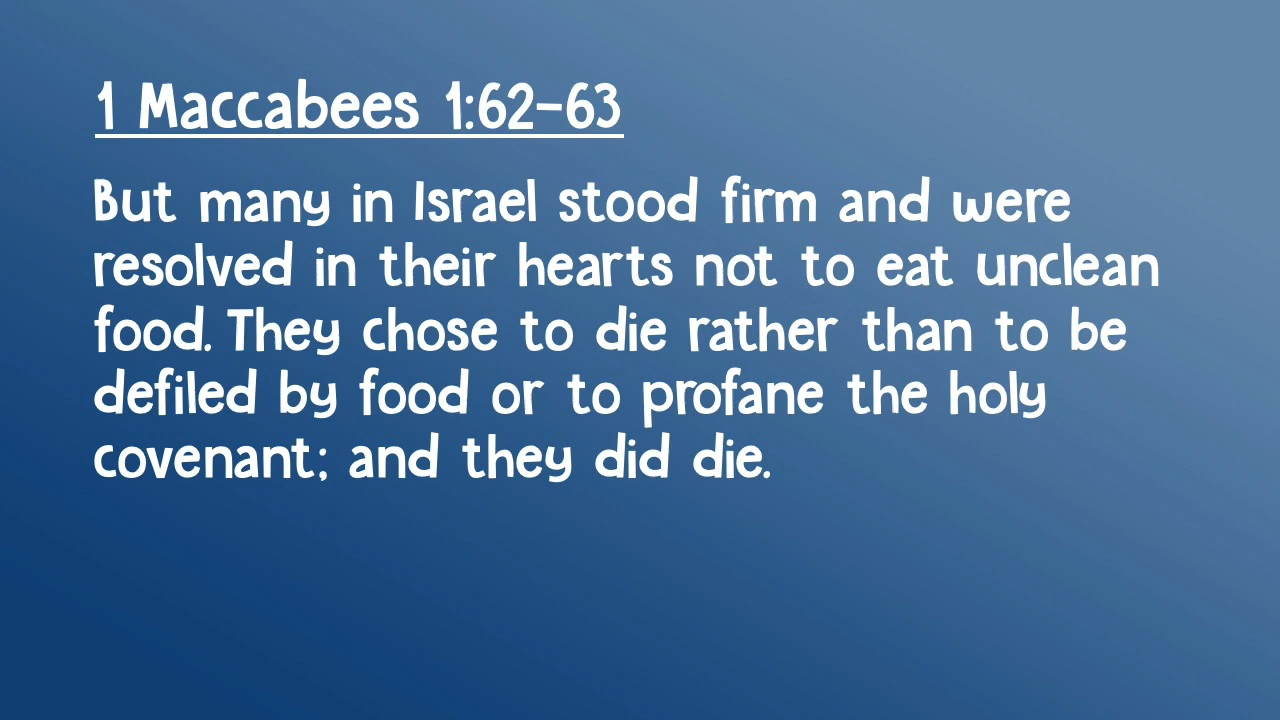 1 Maccabees 1:62–63
But many in Israel stood firm and were
resolved in their hearts not to eat unclean
food. They chose to die rather than to be
defiled by food or to profane the holy
covenant; and they did die.